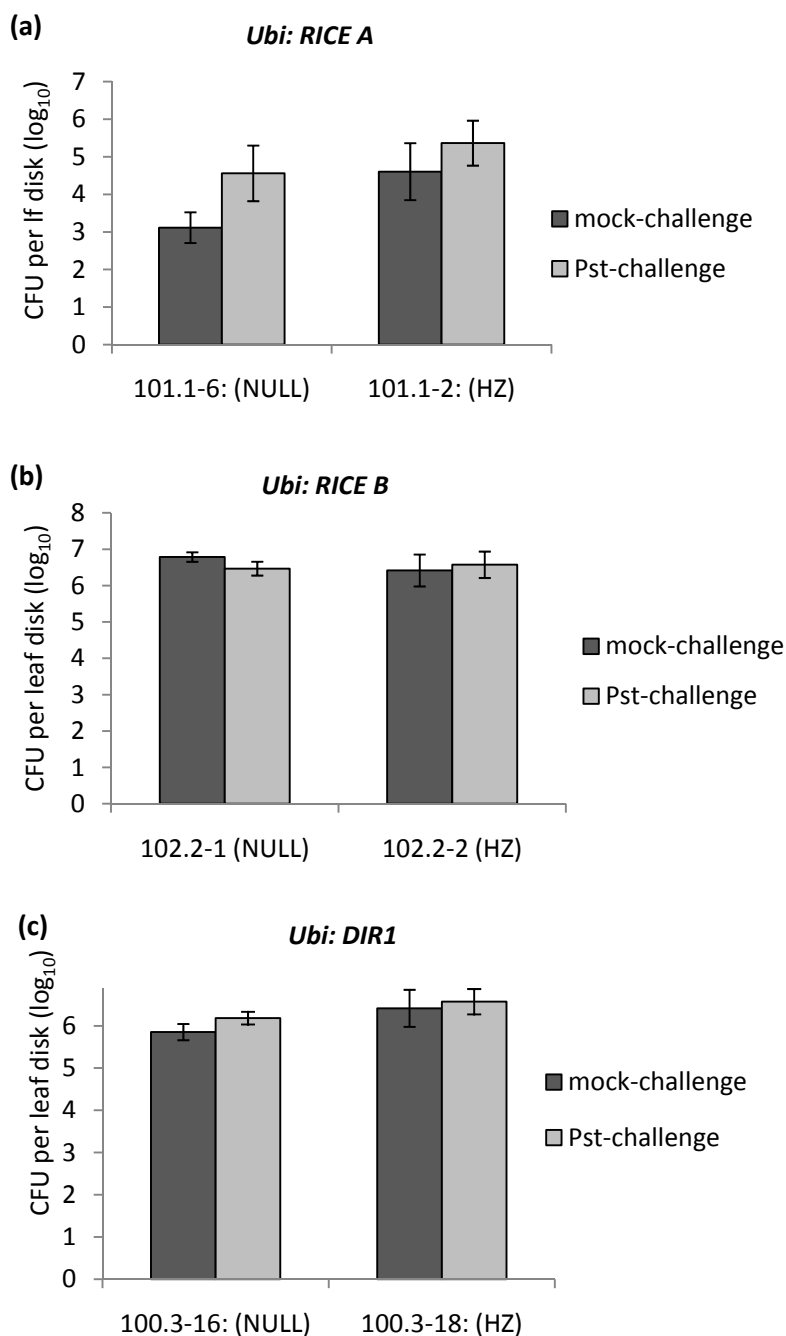 (a)
Ubi: RICE A
CFU per lf disk (log10)
7
6
5
4
3
2
1
0
mock-challenge
Pst-challenge
101.1-6: (NULL) 101.1-2: (HZ)
(b)
Ubi: RICE B
CFU per leaf disk (log10)
8
7
6
5
4
3
2
1
0
mock-challenge
Pst-challenge
102.2-1 (NULL) 102.2-2 (HZ)
(c)
Ubi: DIR1
CFU per leaf disk (log10)
6
5
4
3
2
1
0
mock-challenge
Pst-challenge
100.3-16: (NULL) 100.3-18: (HZ)